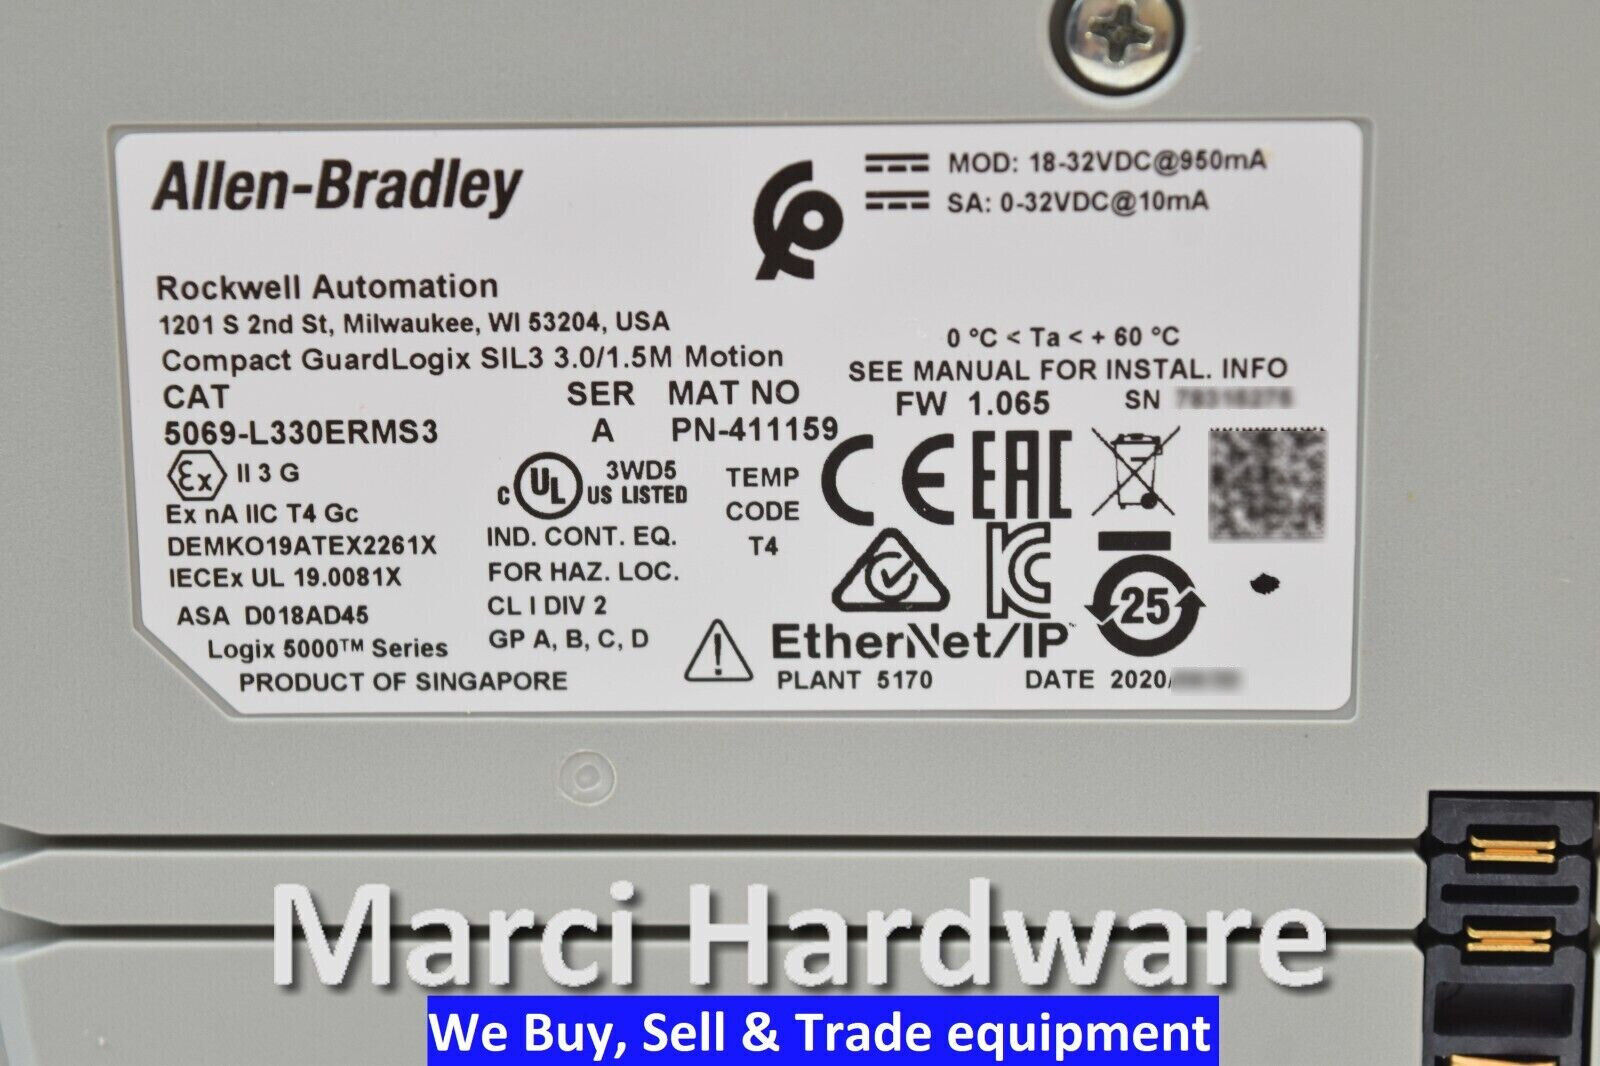 Allen-Bradley
MOD: 18-32VDC@950mA
SA: 0-32VDC@10mA
Rockwell Automation
1201 S 2nd St, Milwaukee, WI 53204, USA
Compact GuardLogix SIL3 3.0/1.5M Motion
0 °C < Ta < + 60 °C
SEE MANUAL FOR INSTAL. INFO
CAT SER MAT NO
FW 1.065 SN
5069-L330ERMS3 A PN-411159
Ex II 3 G
Ex nA IIC T4 Gc
DEMKO19ATEX2261X
IECEx UL 19.0081X
ASA D018AD45
Logix 5000™ Series
PRODUCT OF SINGAPORE
C UL US LISTED
3WD5
IND. CONT. EQ.
FOR HAZ. LOC.
CL I DIV 2
GP A, B, C, D
TEMP
CODE
T4
CE EAC
KC
25
EtherNet/IP
PLANT 5170 DATE 2020/
Marci Hardware
We Buy, Sell & Trade equipment